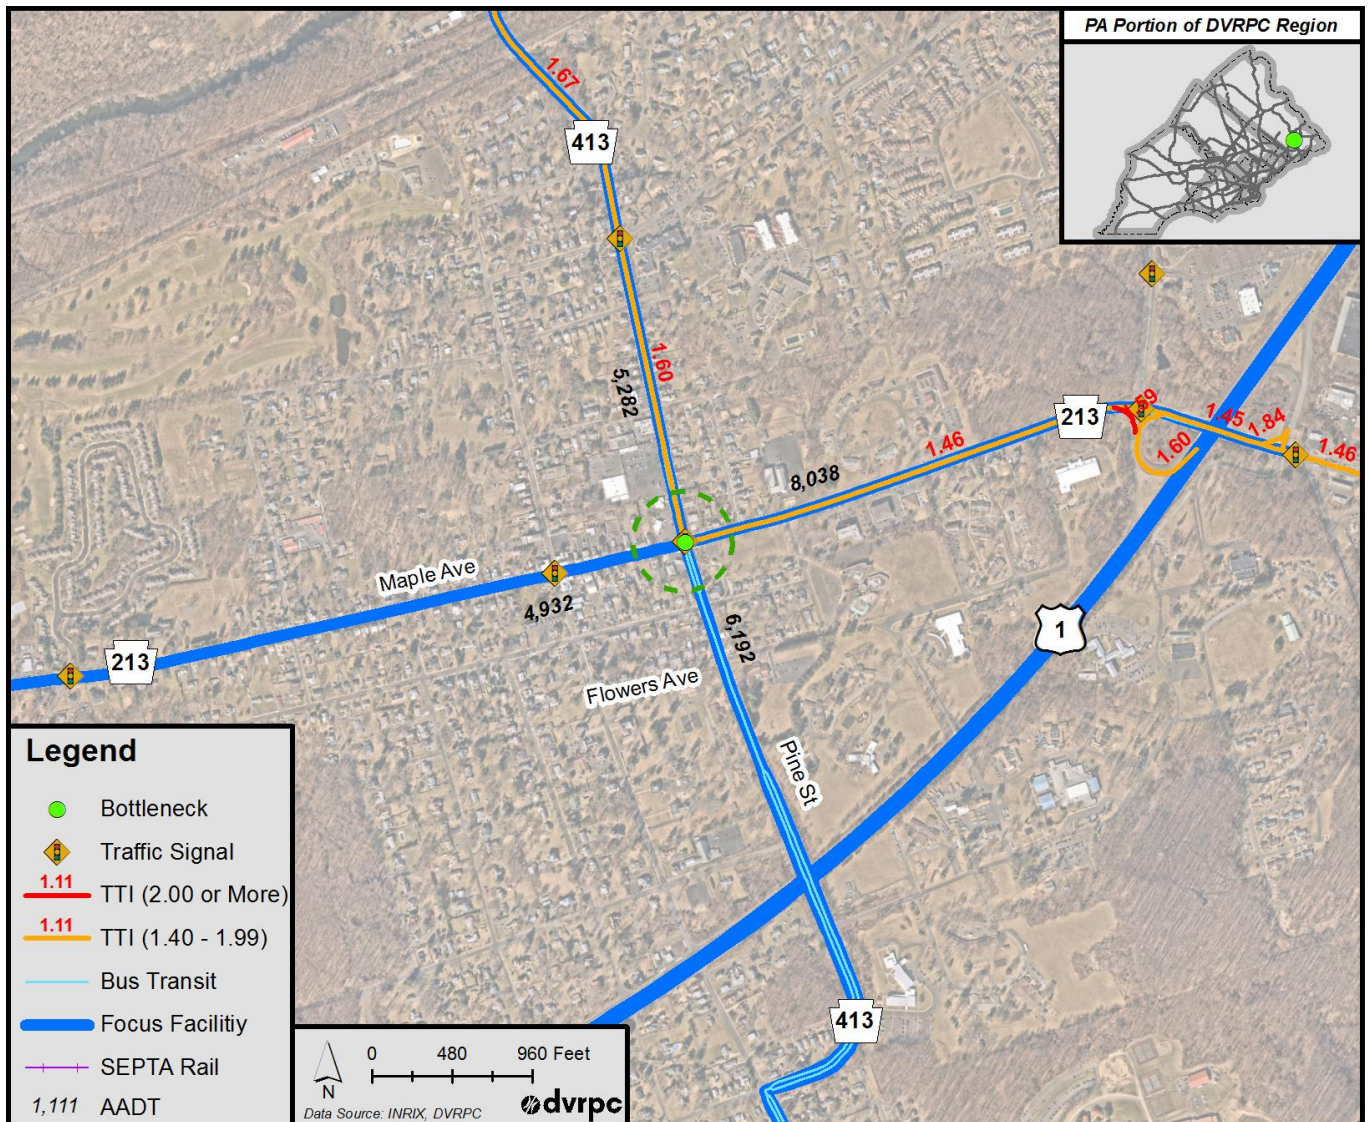 PA Portion of DVRPC Region
1.67
413
1.60
5,282
213
1.45
1.84
1.46
1.60
1.46
8,038
Maple Ave
4,932
6,192
1
213
Flowers Ave
Pine St
413
Legend
Bottleneck
Traffic Signal
1.11
TTI (2.00 or More)
1.11
TTI (1.40 - 1.99)
Bus Transit
Focus Facilitiy
SEPTA Rail
1,111 AADT
0 480 960 Feet
N
Data Source: INRIX, DVRPC
dvrpc